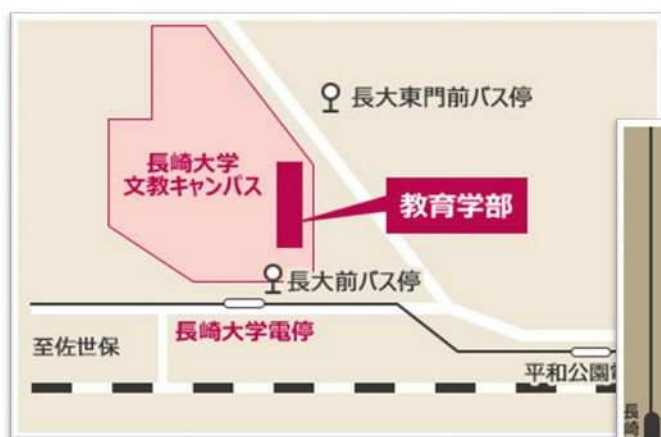 長大東門前バス停
長崎大学
文教キャンパス
教育学部
長大前バス停
長崎大学電停
至佐世保
平和公園
長崎